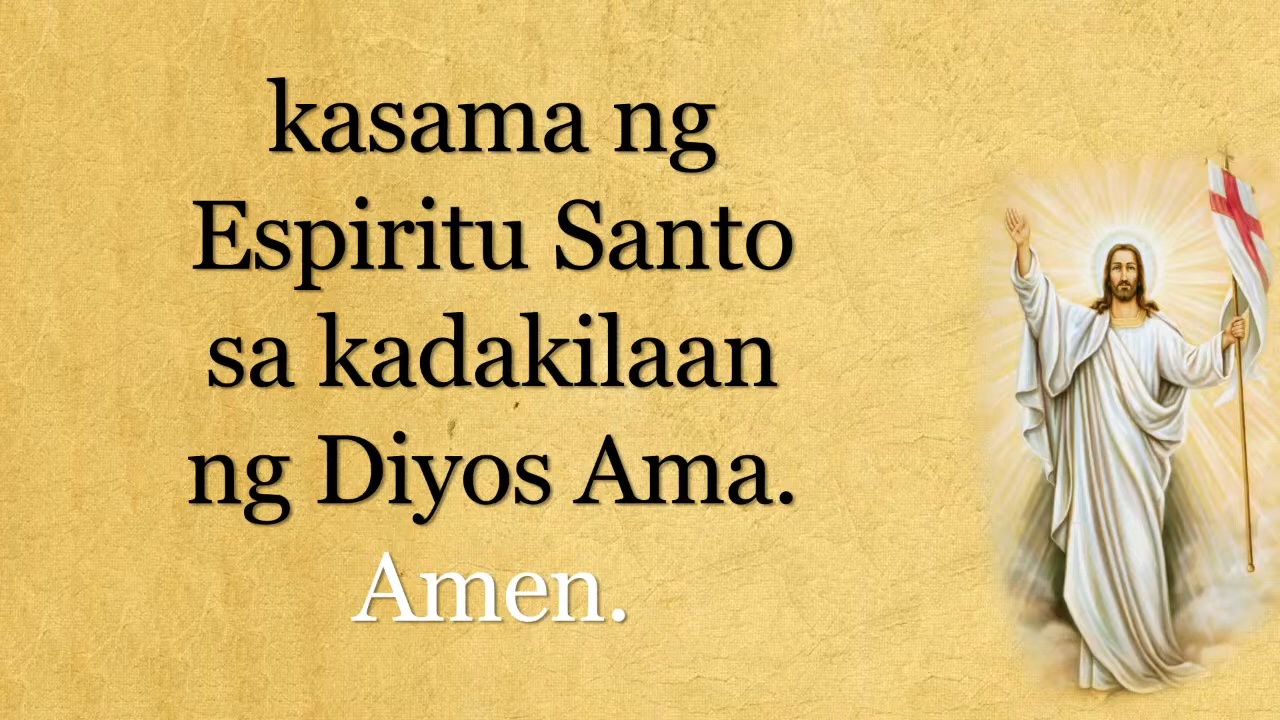 kasama ng
Espiritu Santo
sa kadakilaan
ng Diyos Ama.
Amen.